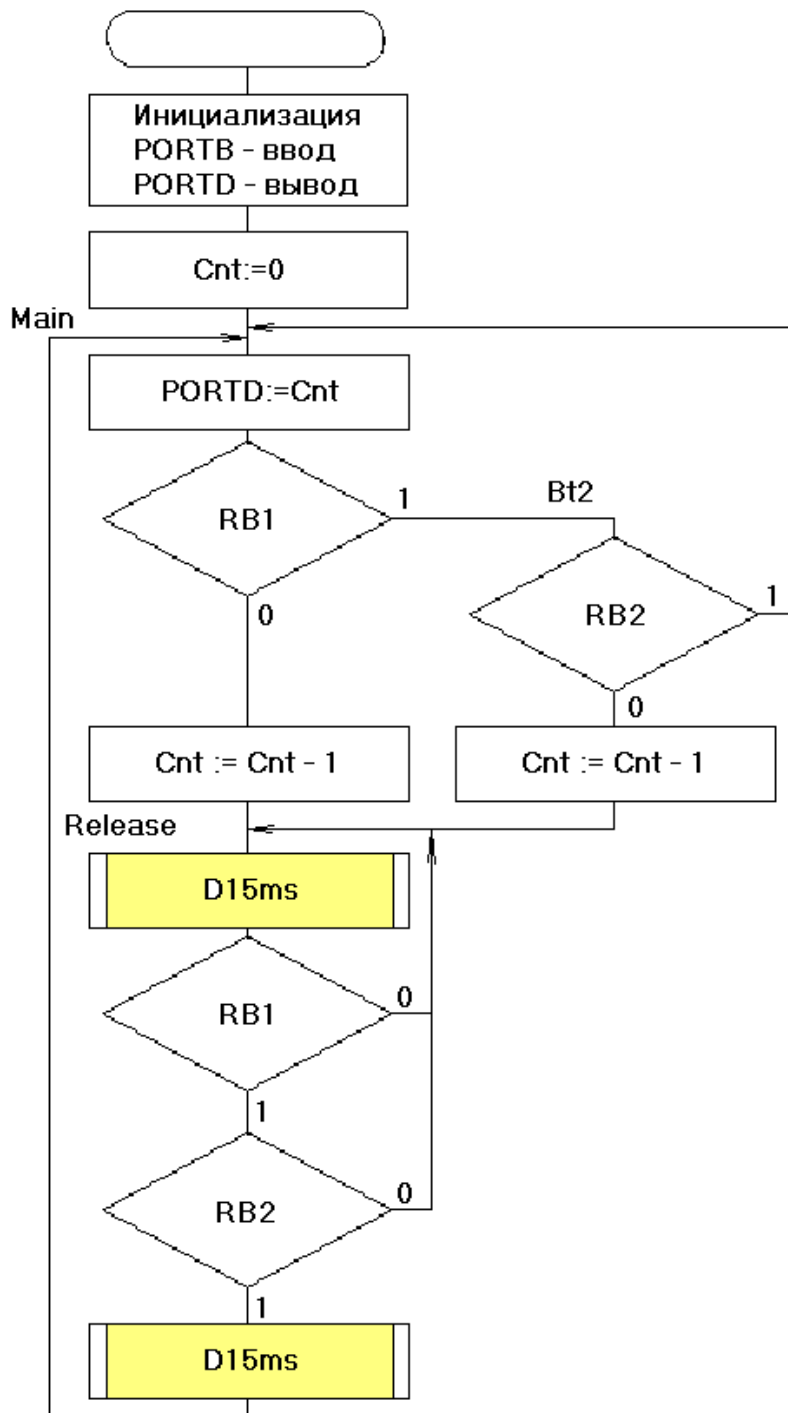 Инициализация
PORTB - ввод
PORTD - вывод
Cnt:=0
Main
PORTD:=Cnt
RB1
1
0
Bt2
RB2
1
0
Cnt := Cnt - 1
Cnt := Cnt - 1
Release
D15ms
RB1
0
1
RB2
0
1
D15ms